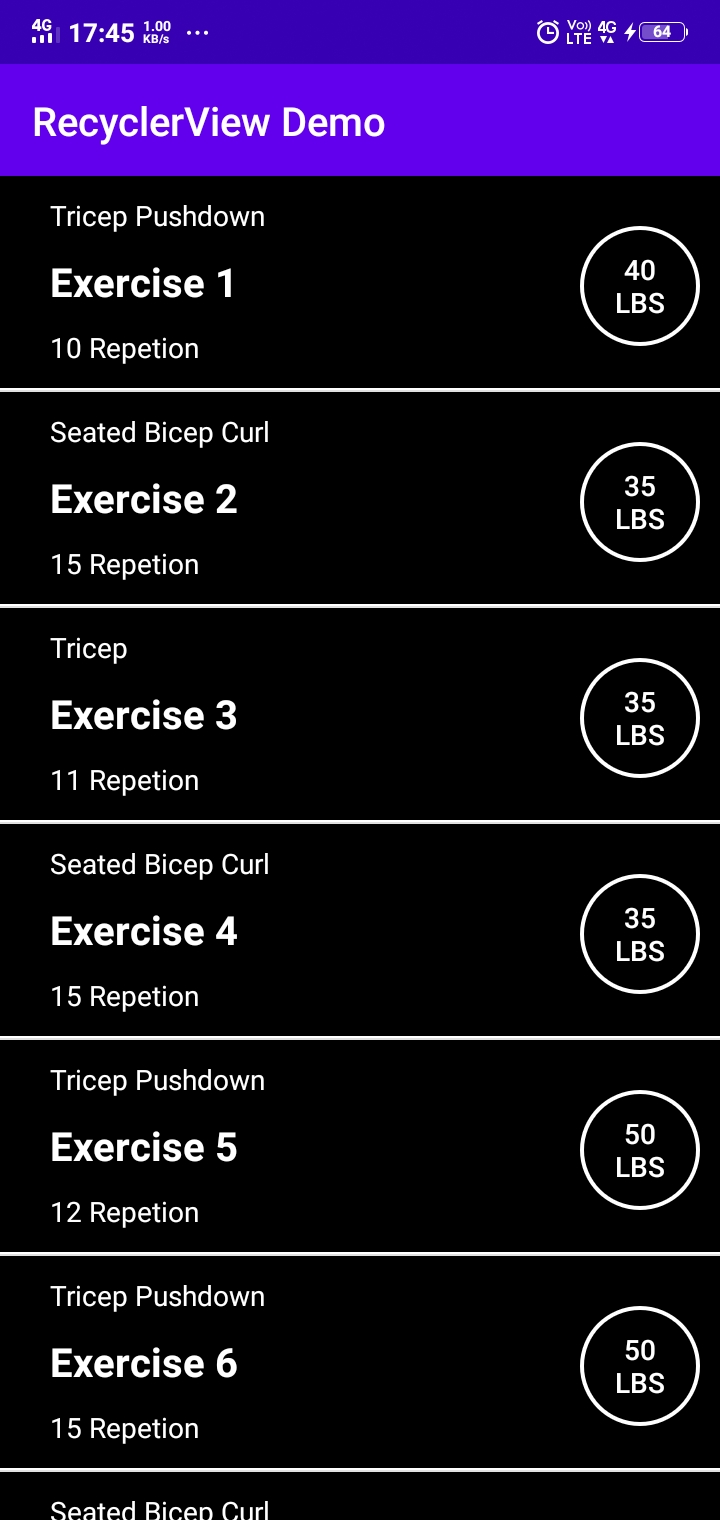 4G 17:45 1.00 KB/s ... Vo)) LTE 4G 64
RecyclerView Demo
Tricep Pushdown
Exercise 1
40
LBS
10 Repetion
Seated Bicep Curl
Exercise 2
35
LBS
15 Repetion
Tricep
Exercise 3
35
LBS
11 Repetion
Seated Bicep Curl
Exercise 4
35
LBS
15 Repetion
Tricep Pushdown
Exercise 5
50
LBS
12 Repetion
Tricep Pushdown
Exercise 6
50
LBS
15 Repetion
Seated Bicep Curl